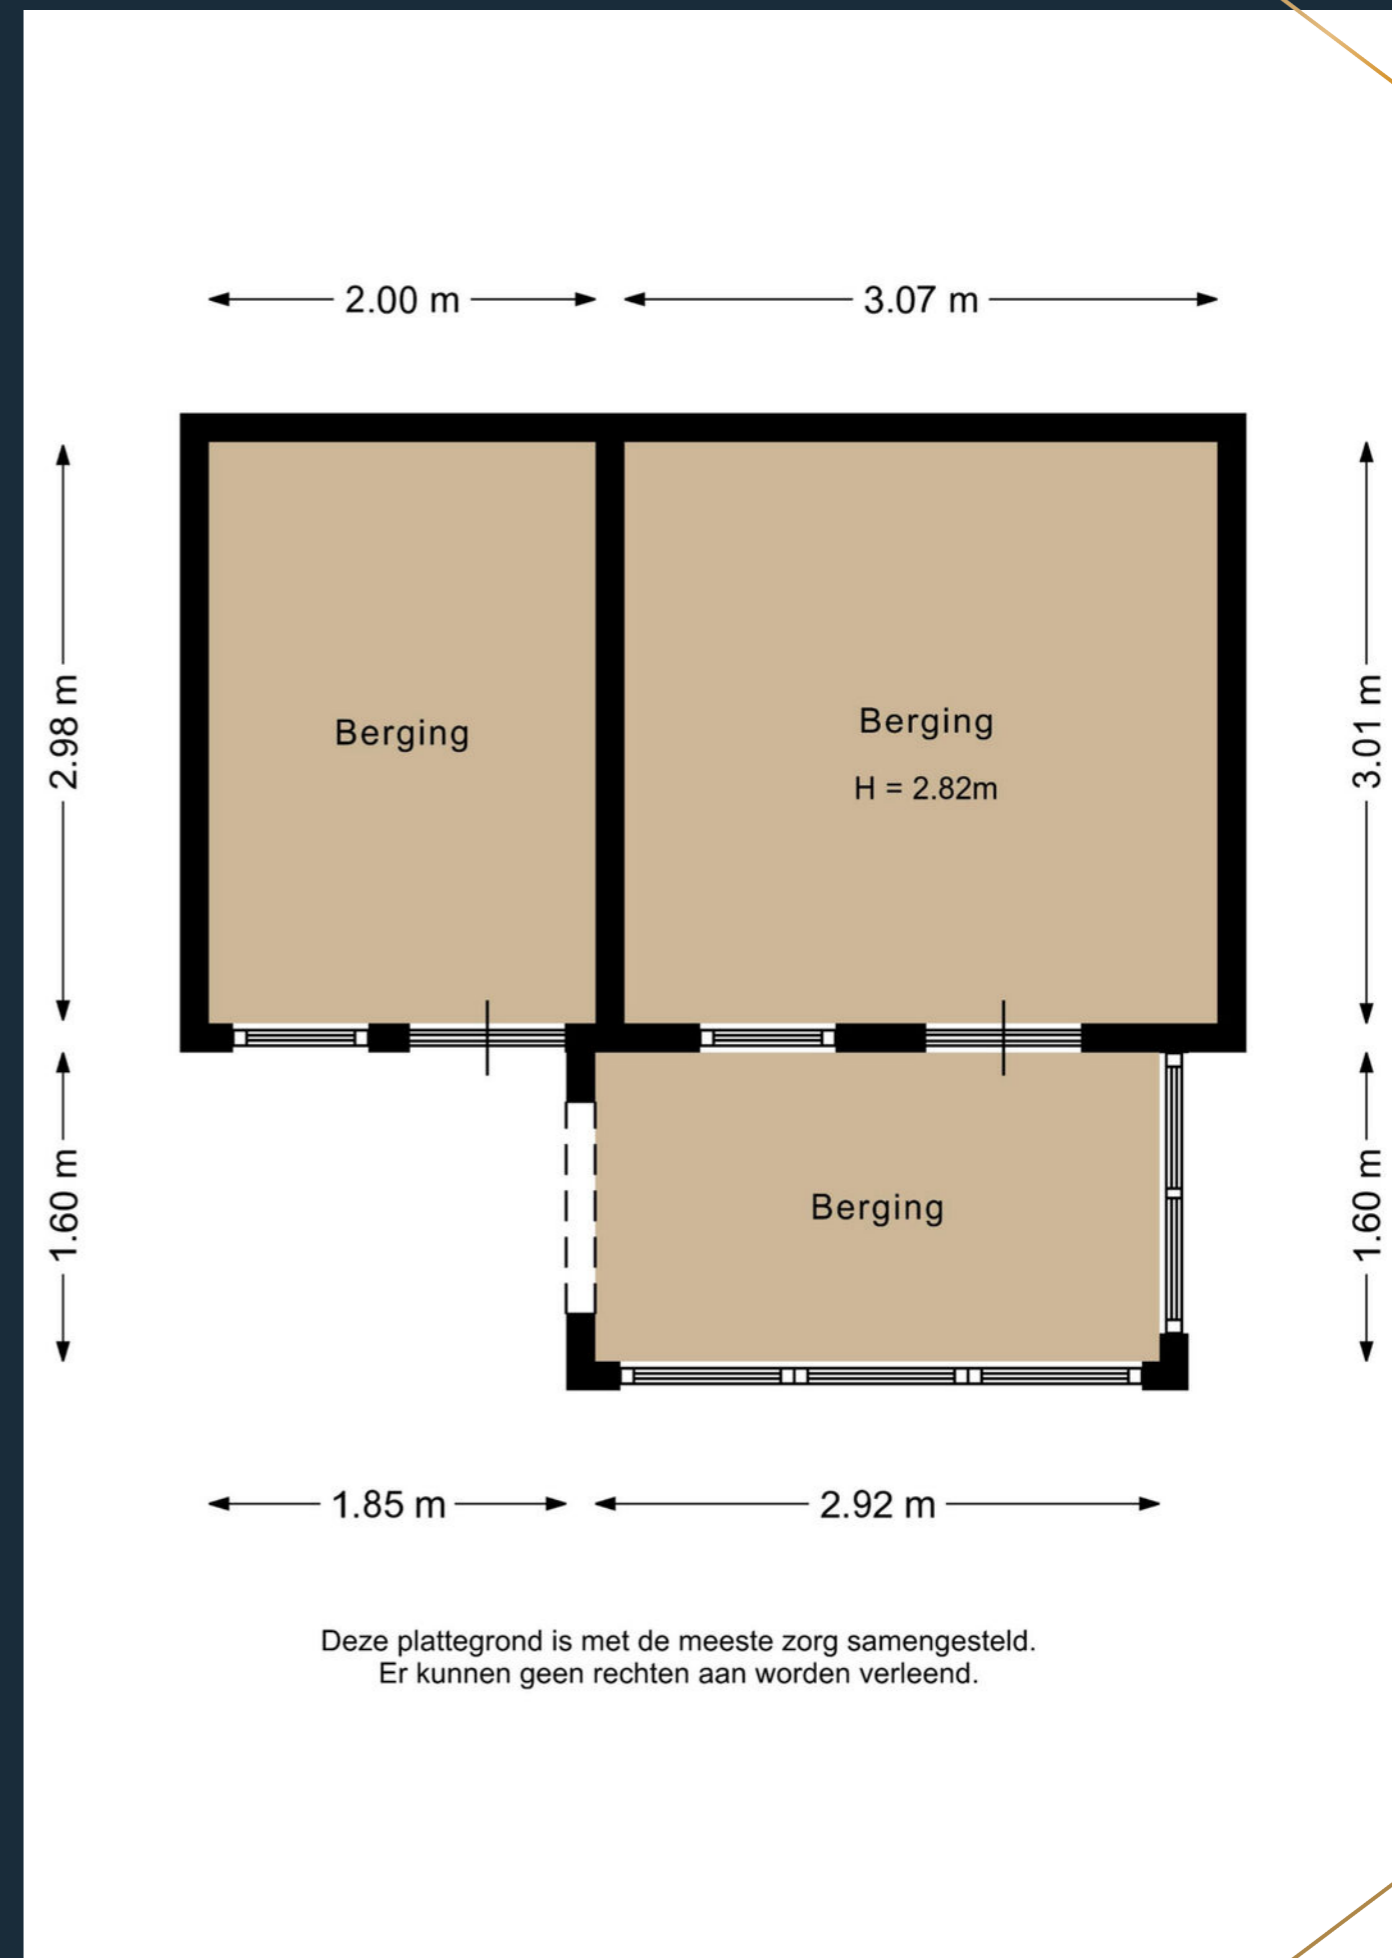 2.00 m
3.07 m
2.98 m
3.01 m
Berging
Berging
H = 2.82m
1.60 m
1.60 m
Berging
1.85 m
2.92 m
Deze plattegrond is met de meeste zorg samengesteld.
Er kunnen geen rechten aan worden verleend.